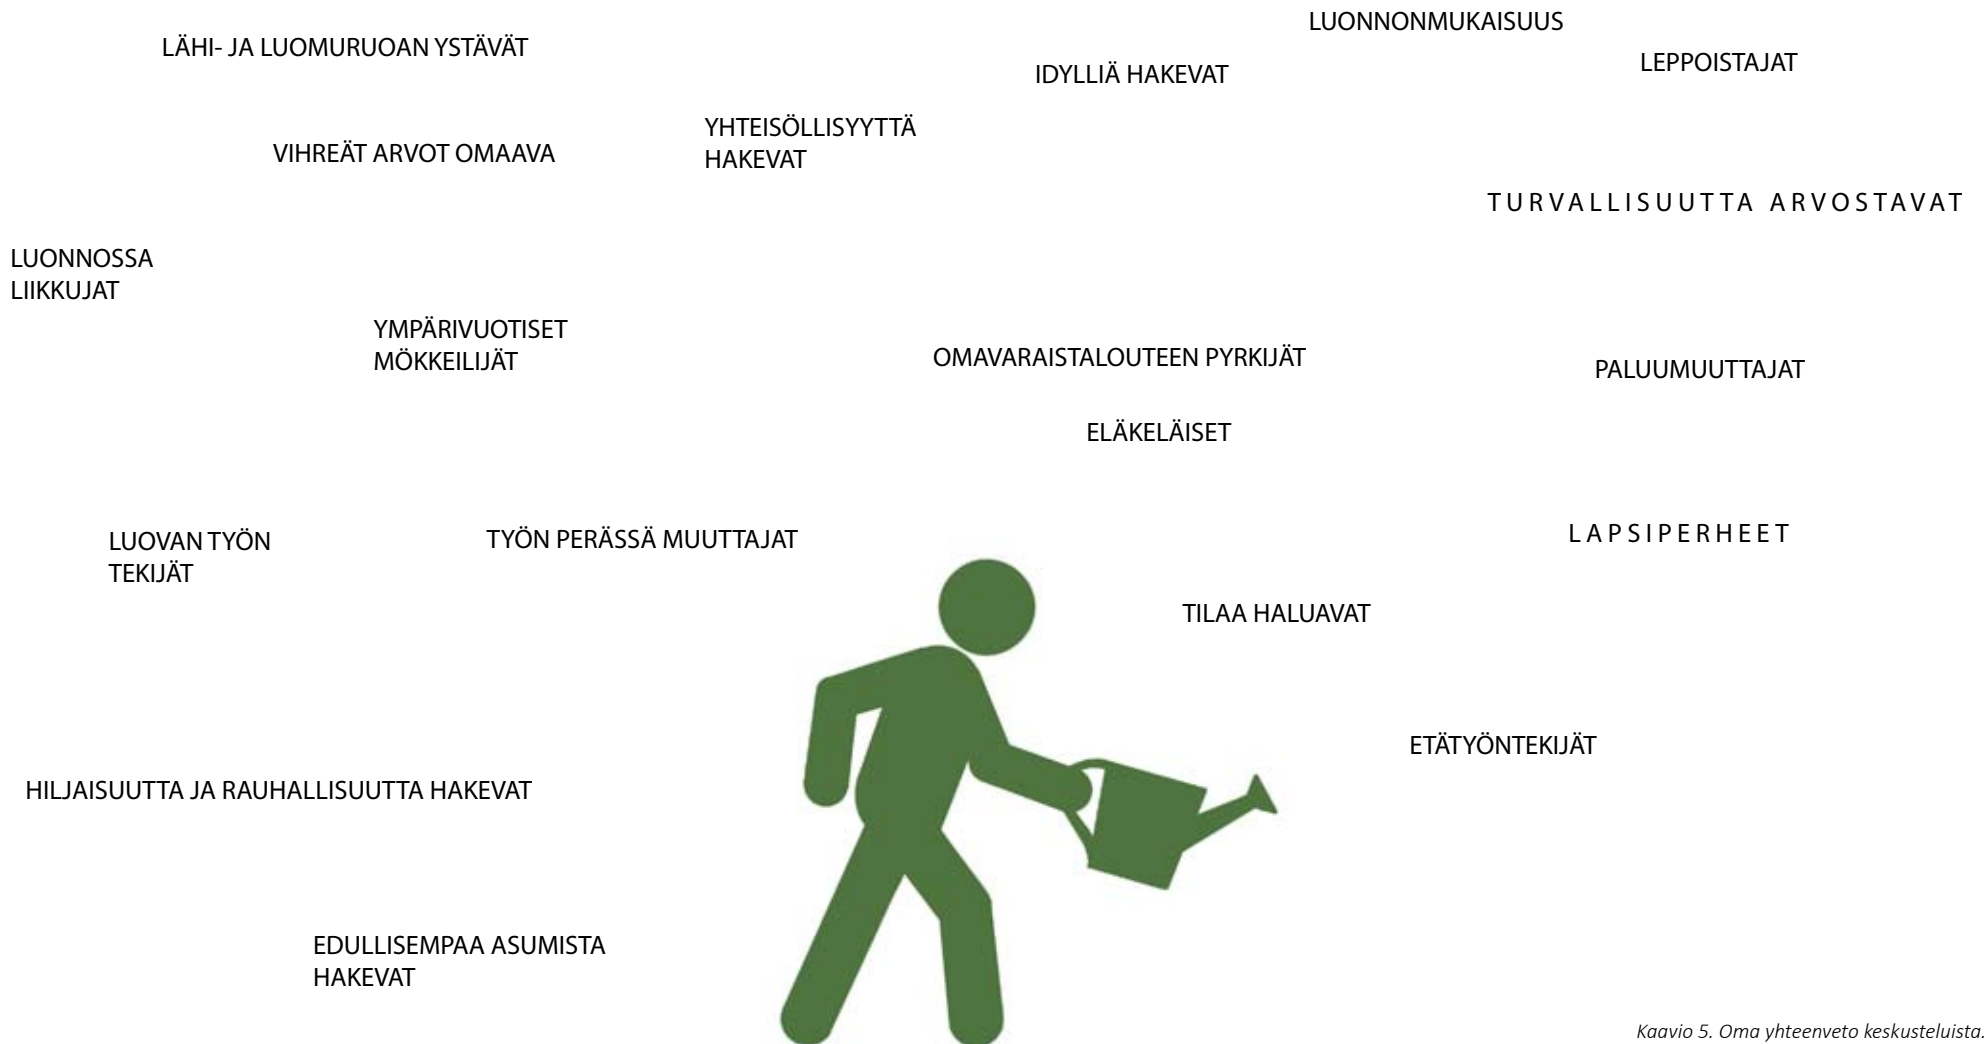 LUONNONMUKAISUUS
LÄHI- JA LUOMURUOAN YSTÄVÄT
LEPPOISTAJAT
IDYLLIÄ HAKEVAT
YHTEISÖLLISYYTTÄ
HAKEVAT
VIHREÄT ARVOT OMAAVA
TURVALLISUUTTA ARVOSTAVAT
LUONNOSSA
LIIKKUJAT
YMPÄRIVUOTISET
MÖKKEILIJÄT
OMAVARAISTALOUTEEN PYRKIJÄT
PALUUMUUTTAJAT
ELÄKELÄISET
LUOVAN TYÖN
TEKIJÄT
TYÖN PERÄSSÄ MUUTTAJAT
LAPSIPERHEET
TILAA HALUAVAT
ETÄTYÖNTEKIJÄT
HILJAISUUTTA JA RAUHALLISUUTTA HAKEVAT
EDULLISEMPAA ASUMISTA
HAKEVAT
Kaavio 5. Oma yhteenveto keskusteluista.